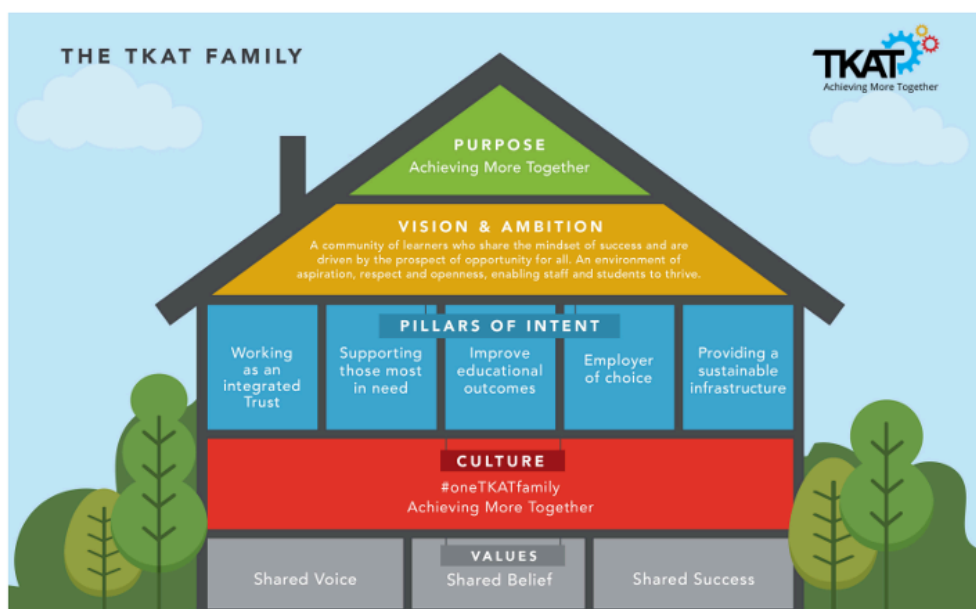 THE TKAT FAMILY
TKAT
Achieving More Together
PURPOSE
Achieving More Together
VISION & AMBITION
A community of learners who share the mindset of success and are
driven by the prospect of opportunity for all. An environment of
aspiration, respect and openness, enabling staff and students to thrive.
PILLARS OF INTENT
Working
as an
integrated
Trust
Supporting
those most
in need
Improve
educational
outcomes
Employer
of choice
Providing a
sustainable
infrastructure
CULTURE
#oneTKATfamily
Achieving More Together
VALUES
Shared Voice
Shared Belief
Shared Success